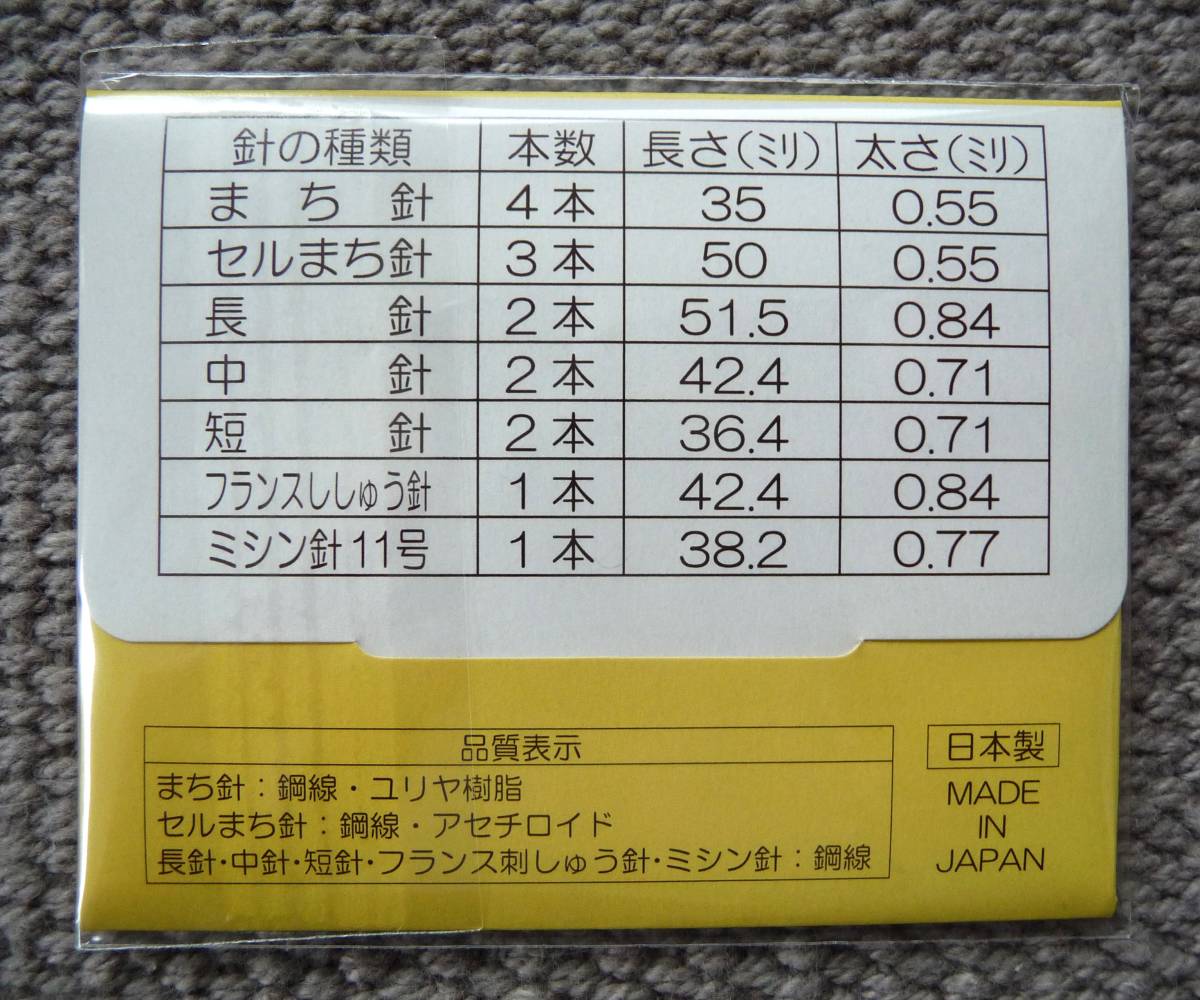 針の種類 本数 長さ(ミリ) 太さ(ミリ)
まち針 4本 35 0.55
セルまち針 3本 50 0.55
長針 2本 51.5 0.84
中針 2本 42.4 0.71
短針 2本 36.4 0.71
フランスししゅう針 1本 42.4 0.84
ミシン針11号 1本 38.2 0.77
品質表示
まち針：鋼線・ユリヤ樹脂
セルまち針：鋼線・アセチロイド
長針・中針・短針・フランス刺しゅう針・ミシン針：鋼線
日本製
MADE
IN
JAPAN